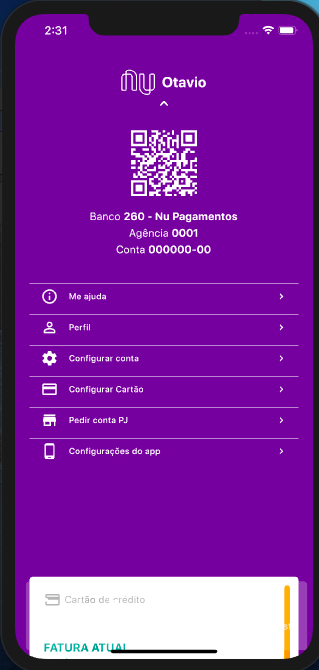 2:31
nu Otavio
Banco 260 - Nu Pagamentos
Agência 0001
Conta 000000-00
Me ajuda
Perfil
Configurar conta
Configurar Cartão
Pedir conta PJ
Configurações do app
Cartão de crédito
FATURA ATUAL